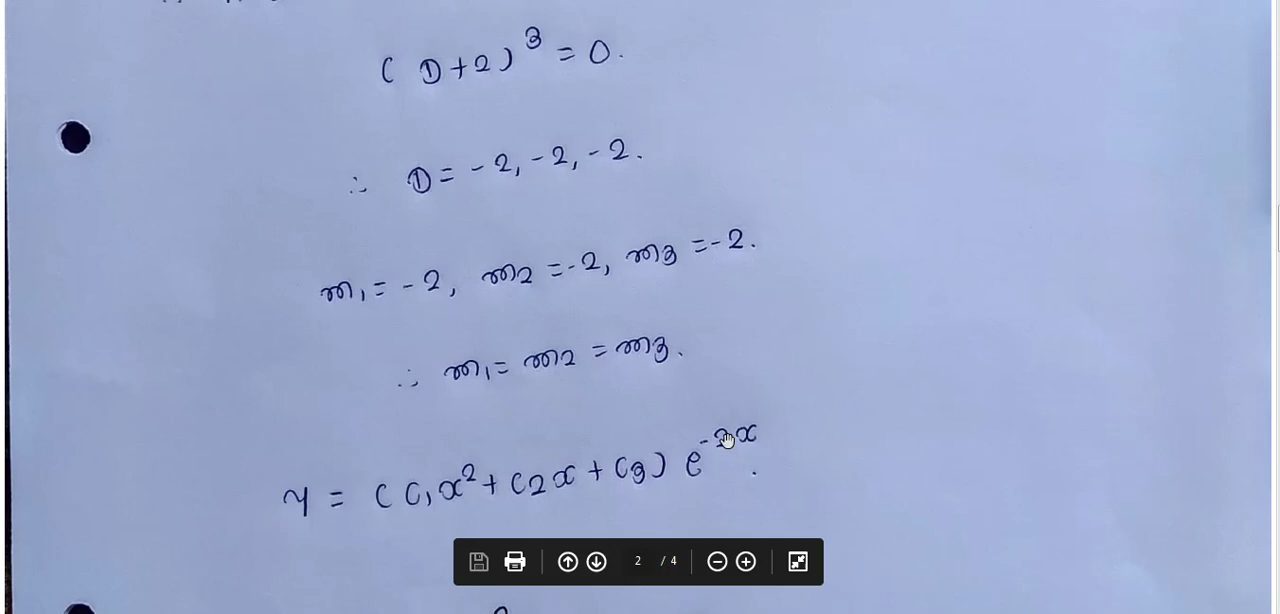 (D+2)³ = 0.
∴ D = -2, -2, -2.
m₁ = -2, m₂ = -2, m₃ = -2.
∴ m₁ = m₂ = m₃.
y = (C₁x² + C₂x + C₃) e⁻²ˣ.
2 / 4